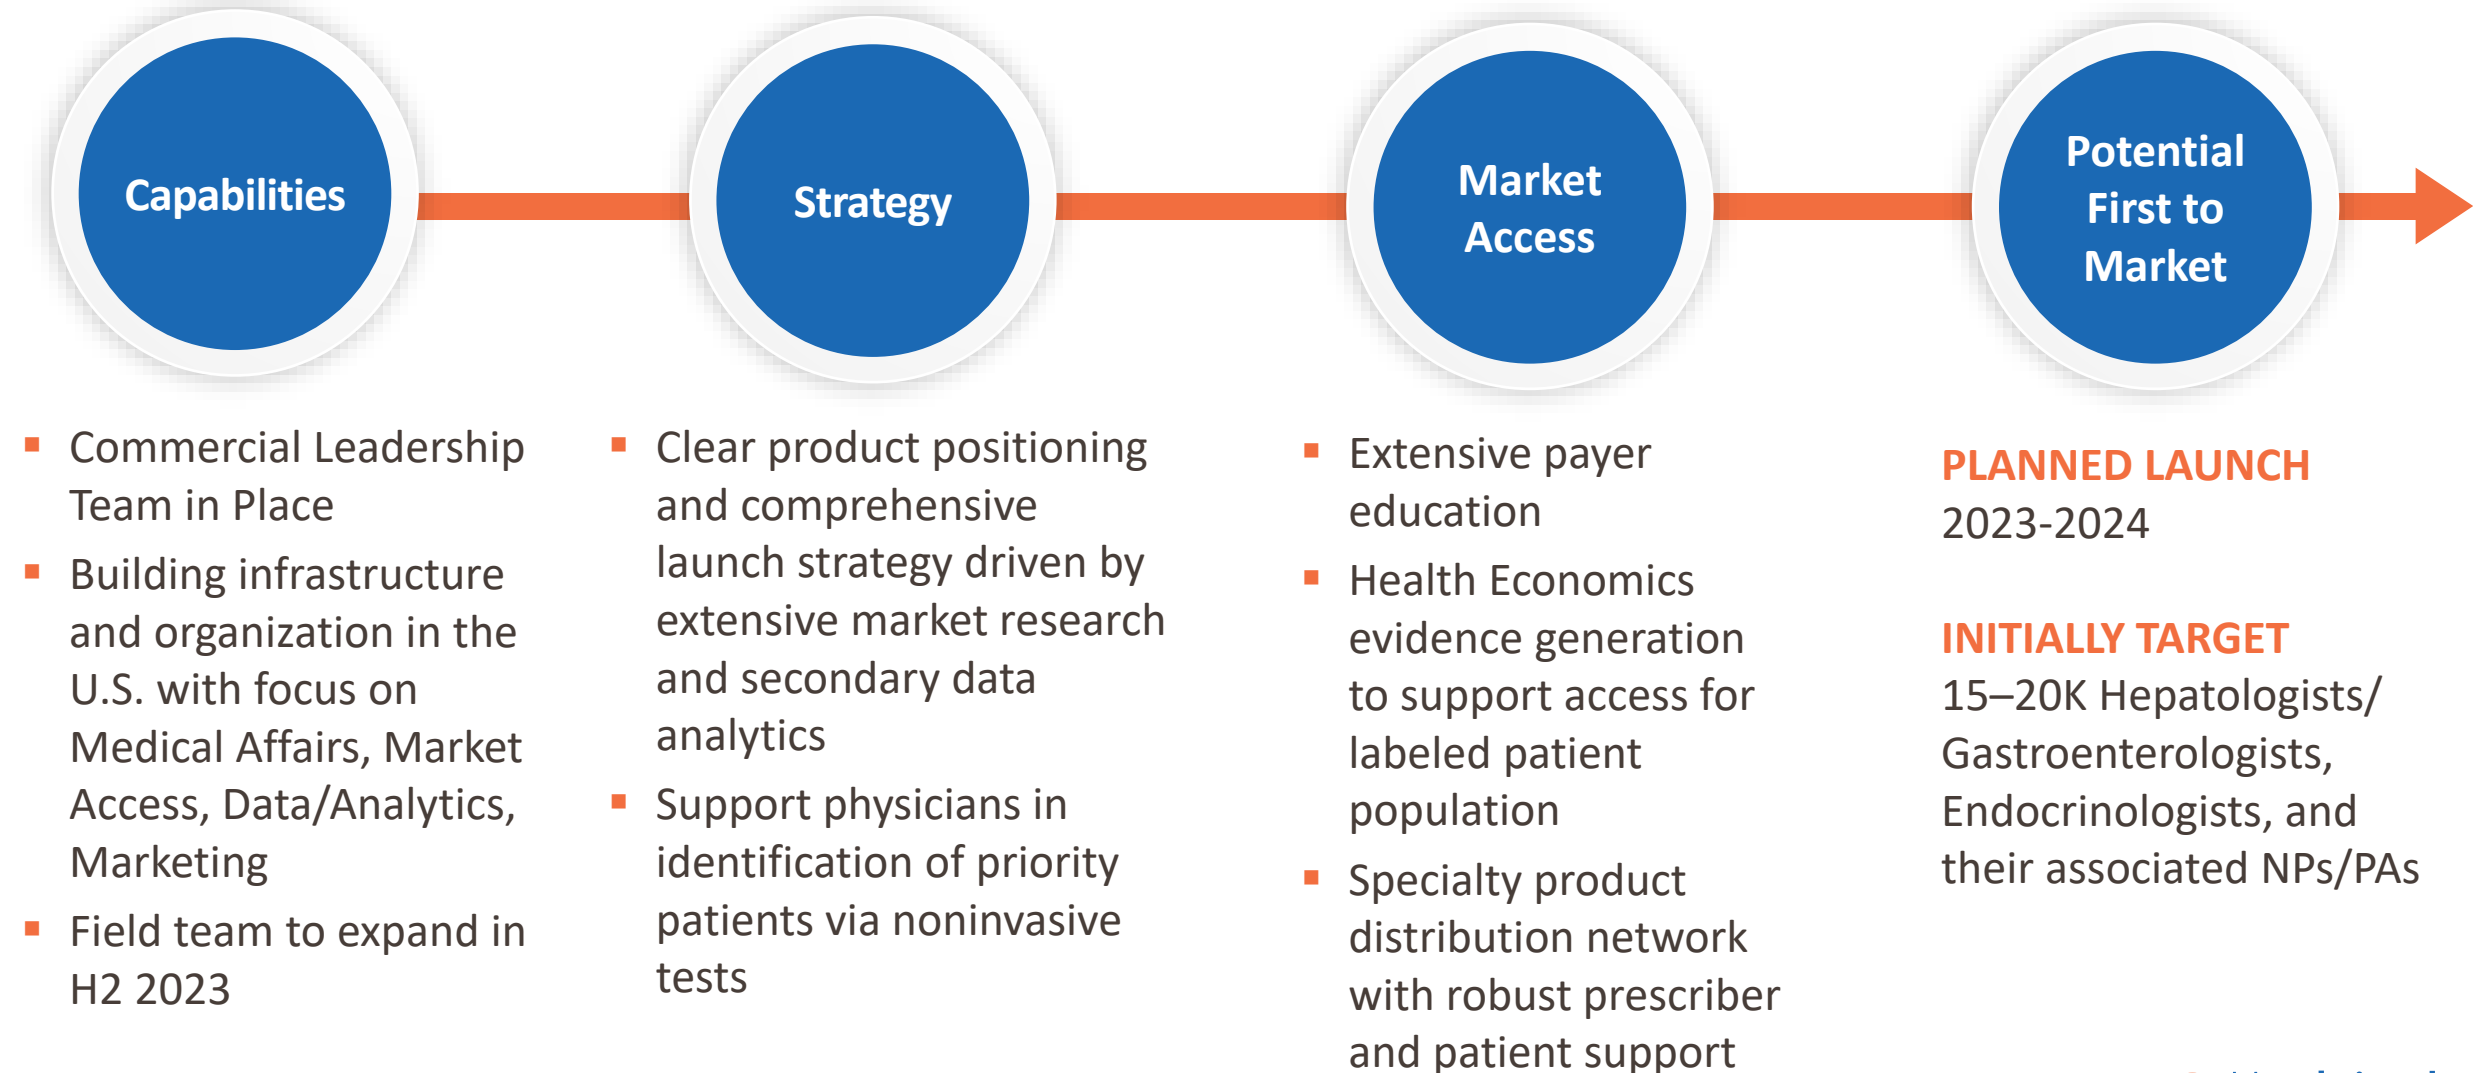 Capabilities
Strategy
Market
Access
Potential
First to
Market
▪ Commercial Leadership
Team in Place
▪ Building infrastructure
and organization in the
U.S. with focus on
Medical Affairs, Market
Access, Data/Analytics,
Marketing
▪ Field team to expand in
H2 2023
▪ Clear product positioning
and comprehensive
launch strategy driven by
extensive market research
and secondary data
analytics
▪ Support physicians in
identification of priority
patients via noninvasive
tests
▪ Extensive payer
education
▪ Health Economics
evidence generation
to support access for
labeled patient
population
▪ Specialty product
distribution network
with robust prescriber
and patient support
PLANNED LAUNCH
2023-2024
INITIALLY TARGET
15–20K Hepatologists/
Gastroenterologists,
Endocrinologists, and
their associated NPs/PAs